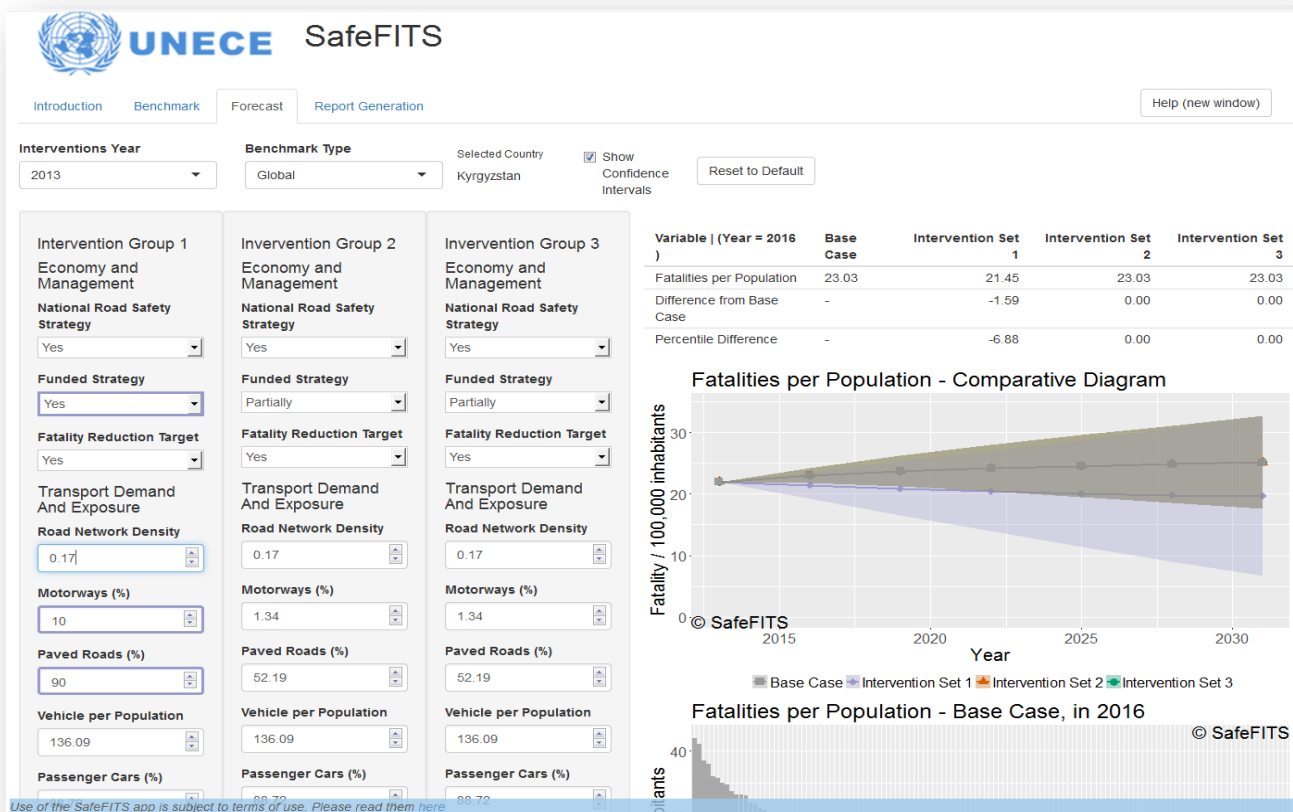 UNECE SafeFITS
Introduction Benchmark Forecast Report Generation Help (new window)
Interventions Year Benchmark Type Selected Country Show Confidence Intervals Reset to Default
2013 Global Kyrgyzstan
Intervention Group 1
Economy and
Management
National Road Safety
Strategy
Yes
Funded Strategy
Yes
Fatality Reduction Target
Yes
Transport Demand
And Exposure
Road Network Density
0.17
Motorways (%)
10
Paved Roads (%)
90
Vehicle per Population
136.09
Passenger Cars (%)
Invervention Group 2
Economy and
Management
National Road Safety
Strategy
Yes
Funded Strategy
Partially
Fatality Reduction Target
Yes
Transport Demand
And Exposure
Road Network Density
0.17
Motorways (%)
1.34
Paved Roads (%)
52.19
Vehicle per Population
136.09
Passenger Cars (%)
88.72
Invervention Group 3
Economy and
Management
National Road Safety
Strategy
Yes
Funded Strategy
Partially
Fatality Reduction Target
Yes
Transport Demand
And Exposure
Road Network Density
0.17
Motorways (%)
1.34
Paved Roads (%)
52.19
Vehicle per Population
136.09
Passenger Cars (%)
88.72
Variable | (Year = 2016 Base Intervention Set Intervention Set Intervention Set
) Case 1 2 3
Fatalities per Population 23.03 21.45 23.03 23.03
Difference from Base - -1.59 0.00 0.00
Case
Percentile Difference - -6.88 0.00 0.00
Fatalities per Population - Comparative Diagram
Fatality / 100,000 inhabitants
30
20
10
0
© SafeFITS
2015 2020 2025 2030
Year
Base Case Intervention Set 1 Intervention Set 2 Intervention Set 3
Fatalities per Population - Base Case, in 2016
© SafeFITS
40
Use of the SafeFITS app is subject to terms of use. Please read them here